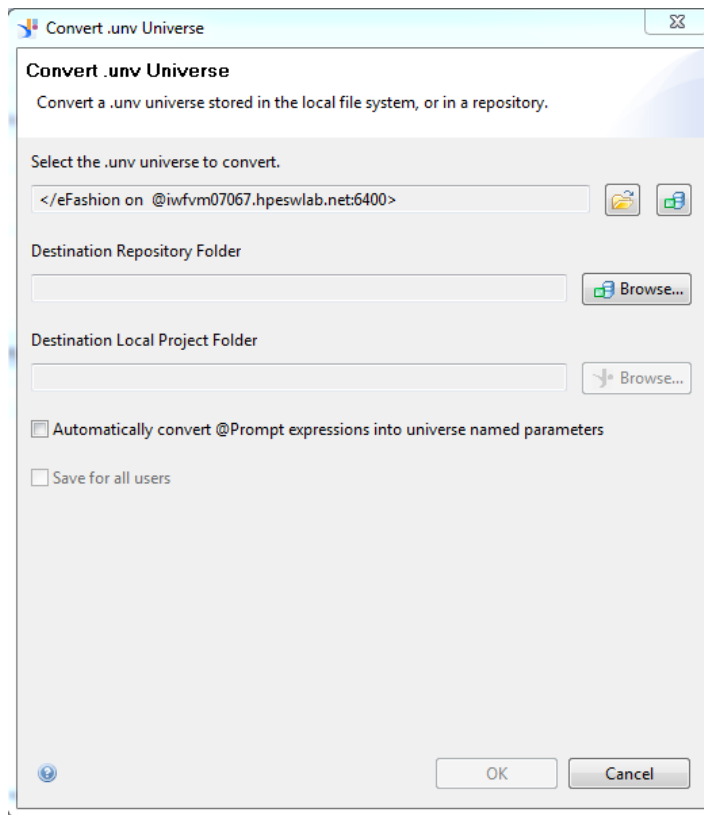 Convert .unv Universe
Convert .unv Universe
Convert a .unv universe stored in the local file system, or in a repository.
Select the .unv universe to convert.
</eFashion on  @iwfvm07067.hpeswlab.net:6400>
Destination Repository Folder
Browse...
Destination Local Project Folder
Browse...
Automatically convert @Prompt expressions into universe named parameters
Save for all users
OK Cancel